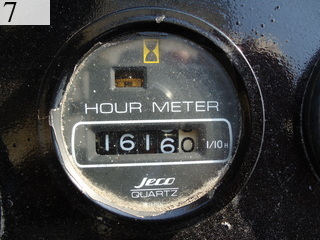 7
HOUR METER
16160 1/10H
Jeco
QUARTZ